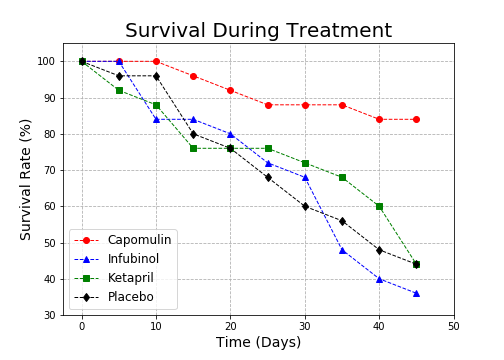 Survival During Treatment
Survival Rate (%)
100
90
80
70
60
50
40
30
Capomulin
Infubinol
Ketapril
Placebo
0
10
20
30
40
50
Time (Days)